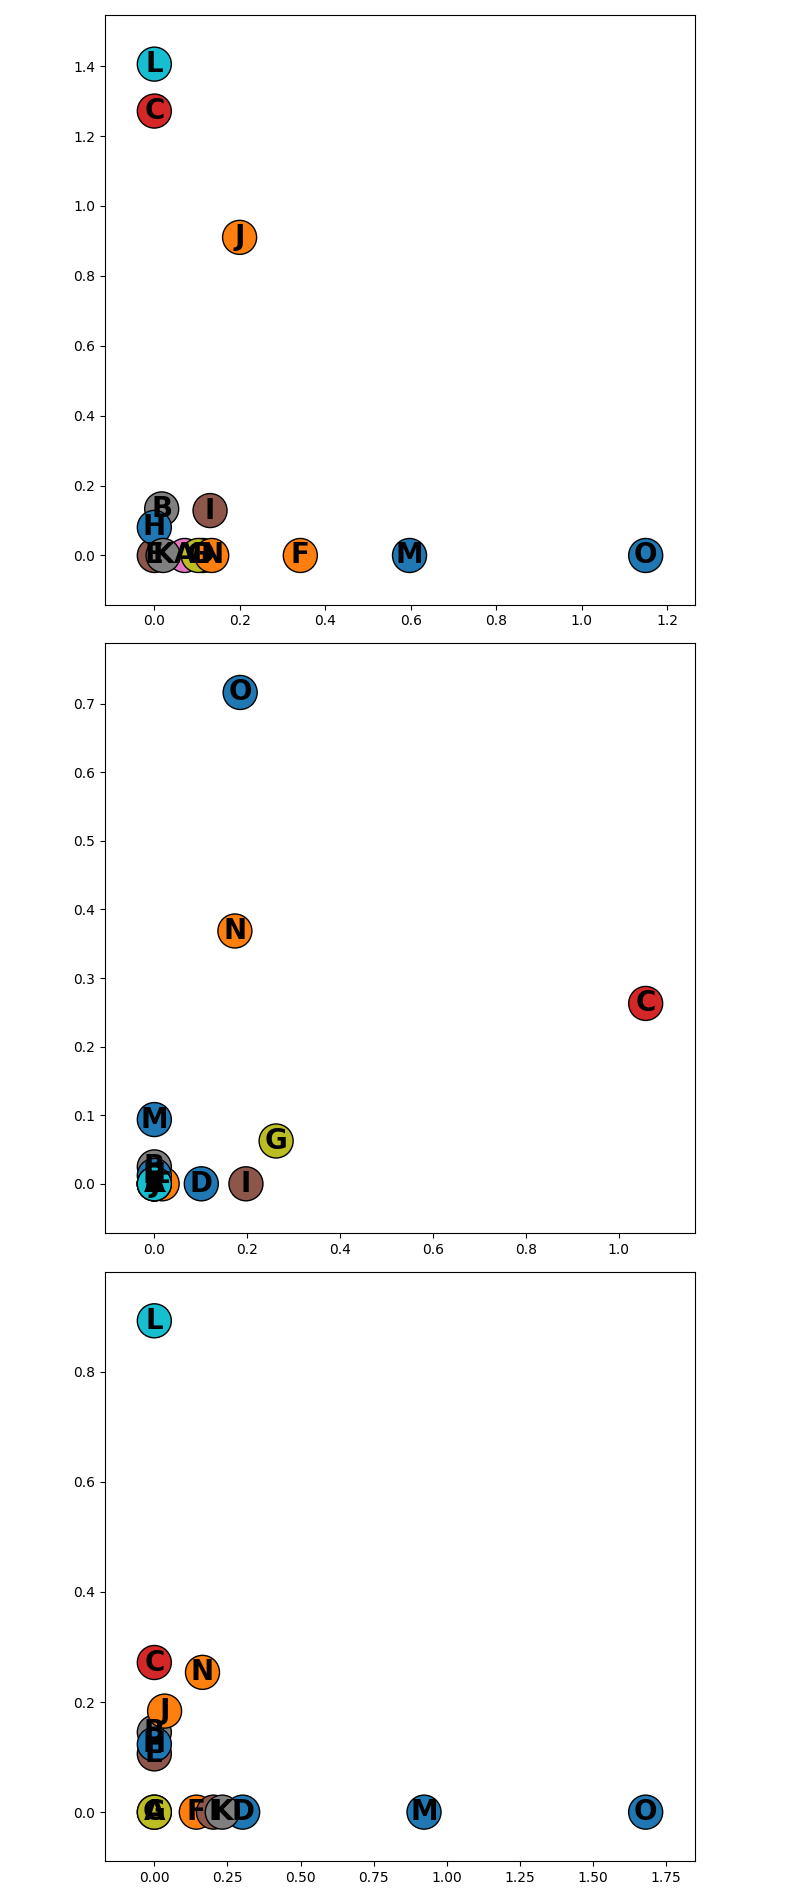 1.4
L
C
1.2
1.0
J
0.8
0.6
0.4
0.2
B
I
H
0.0
E K A N F M O
0.0 0.2 0.4 0.6 0.8 1.0 1.2
0.7
O
0.6
0.5
0.4
N
0.3
C
0.2
0.1
M
G
0.0
D I
0.0 0.2 0.4 0.6 0.8 1.0
L
0.8
0.6
0.4
C
N
0.2
J
B
H
E
0.0
G F K D M O
0.00 0.25 0.50 0.75 1.00 1.25 1.50 1.75